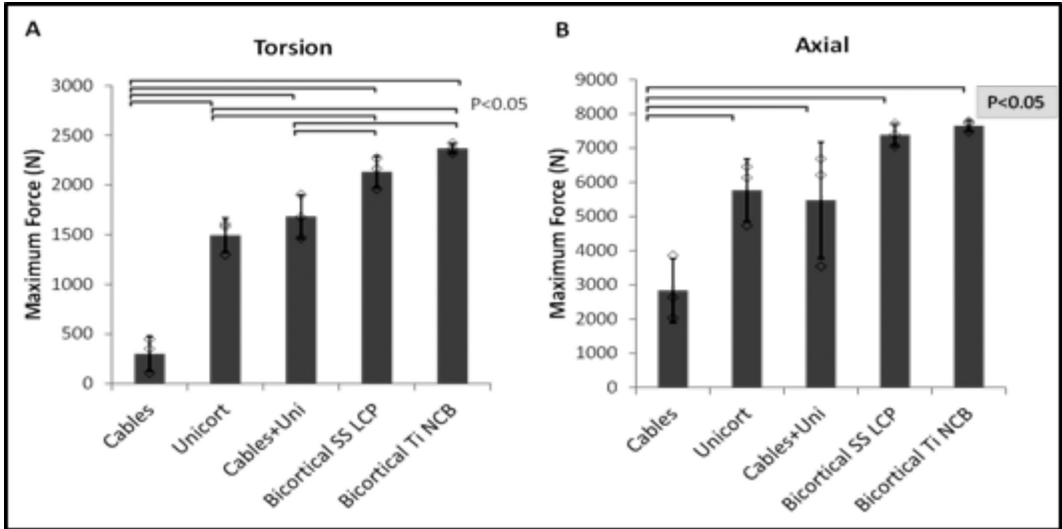 A
Torsion
Maximum Force (N)
3000
2500
2000
1500
1000
500
0
P<0.05
Cables
Unicort
Cables+Uni
Bicortical SS LCP
Bicortical Ti NCB
B
Axial
Maximum Force (N)
9000
8000
7000
6000
5000
4000
3000
2000
1000
0
P<0.05
Cables
Unicort
Cables+Uni
Bicortical SS LCP
Bicortical Ti NCB